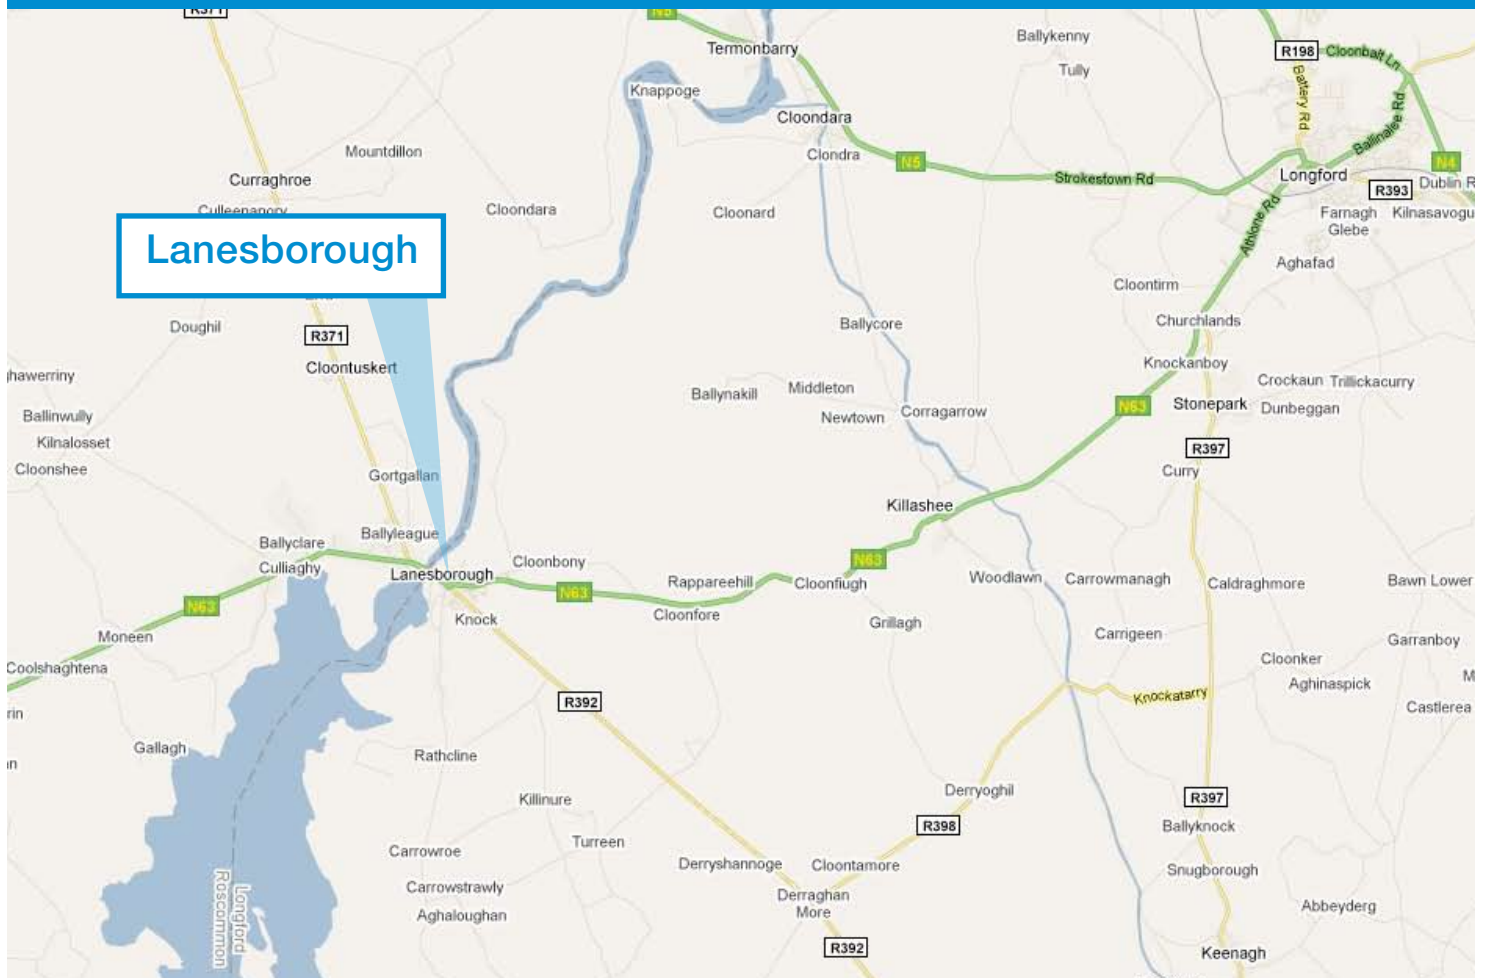 R371
N5
Termonbarry
Ballykenny
Tully
R198
Cloonbalt Ln
Battery Rd
Ballinalee Rd
Knappoge
Cloondara
Clondra
N5
Strokestown Rd
Longford
N4
R393
Dublin R
Mountdillon
Curraghroe
Culleenanory
Cloondara
Cloonard
Farnagh
Glebe
Kilnasavogu
Athlone Rd
Aghafad
Lanesborough
Cloontirm
Doughil
R371
Ballycore
Churchlands
Cloontuskert
Knockanboy
hawerriny
Ballynakill
Middleton
Crockaun
Trillickacurry
Ballinwully
Newtown
Corragarrow
N63
Stonepark
Dunbeggan
Kilnalosset
Cloonshee
R397
Gortgallan
Curry
Killashee
Ballyclare
Ballyleague
Culliaghy
Lanesborough
Cloonbony
N63
Rappareehill
N63
Cloonfiugh
Woodlawn
Carrowmanagh
Caldraghmore
Bawn Lower
N63
Knock
Cloonfore
Grillagh
Moneen
Carrigeen
Garranboy
Coolshaghtena
Cloonker
Aghinaspick
M
R392
Knockatarry
Castlerea
rin
Gallagh
Rathcline
n
Killinure
Derryoghil
R397
Turreen
R398
Ballyknock
Carrowroe
Derryshannoge
Cloontamore
Snugborough
Carrowstrawly
Derraghan
More
Aghaloughan
Abbeyderg
Longford
Roscommon
R392
Keenagh